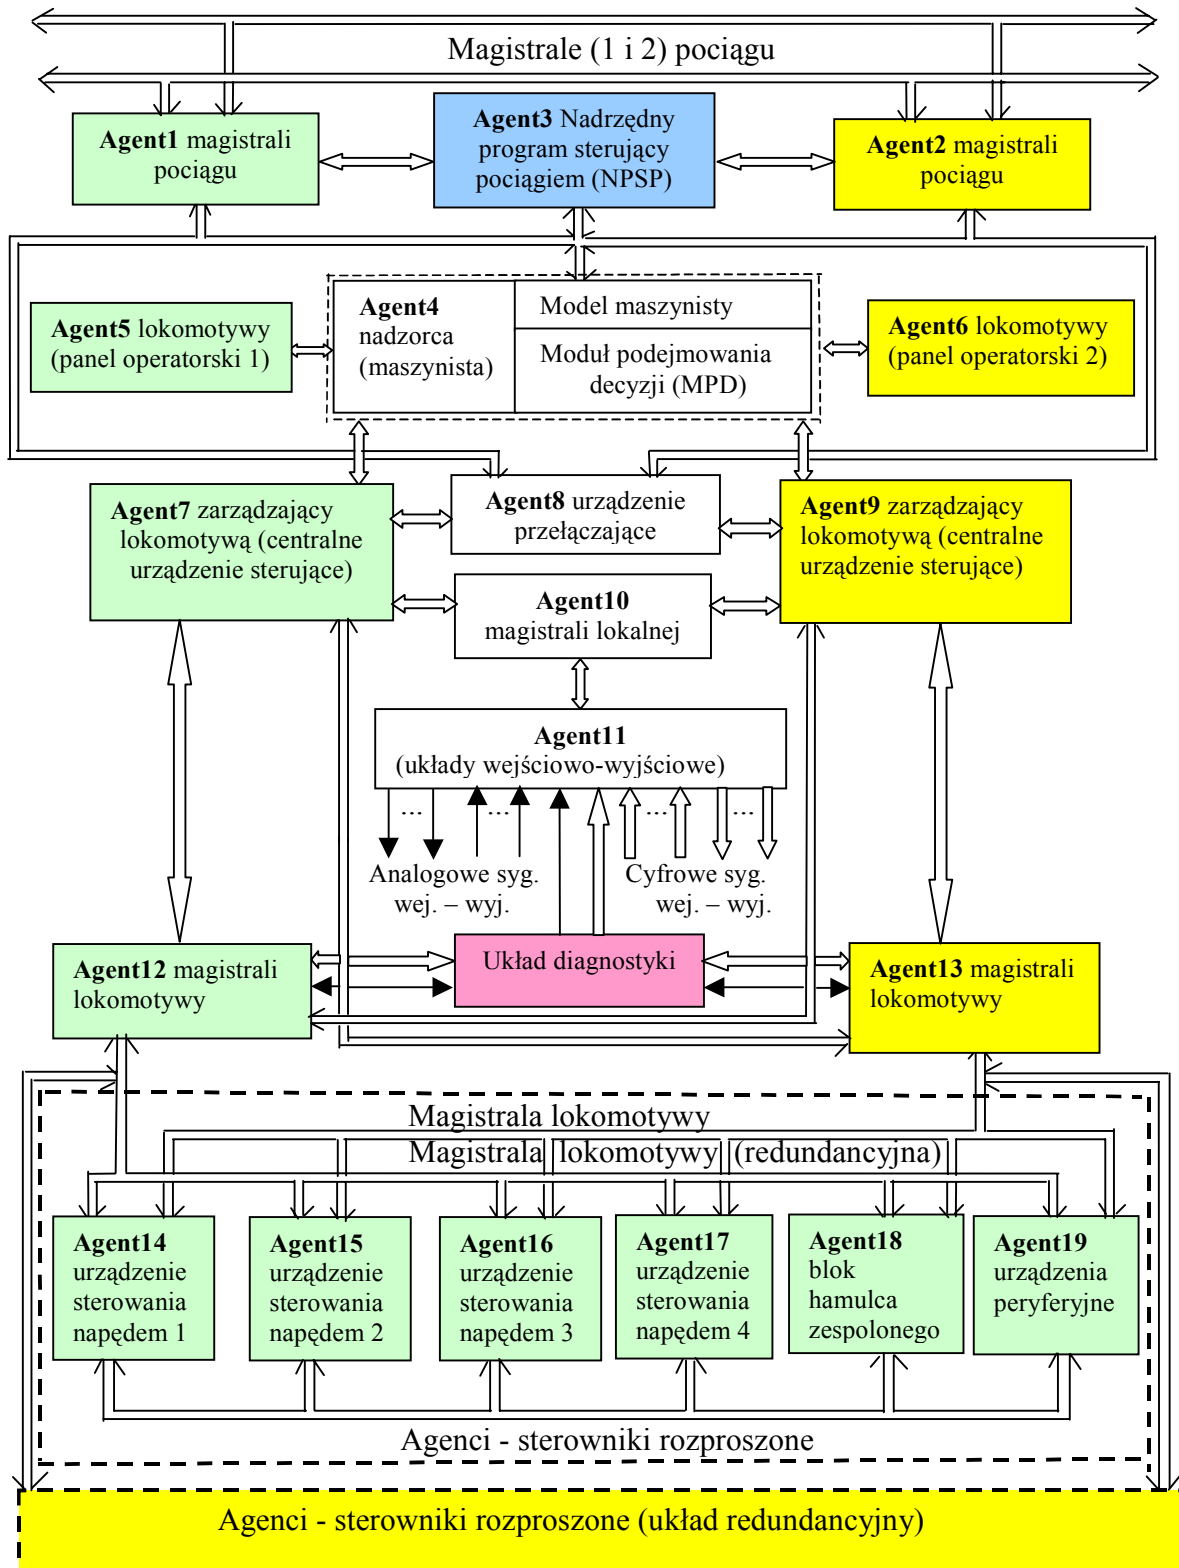 Magistrale (1 i 2) pociągu
Agent1 magistrali
pociągu
Agent3 Nadrzędny
program sterujący
pociągiem (NPSP)
Agent2 magistrali
pociągu
Agent5 lokomotywy
(panel operatorski 1)
Agent4
nadzorca
(maszynista)
Model maszynisty
Moduł podejmowania
decyzji (MPD)
Agent6 lokomotywy
(panel operatorski 2)
Agent7 zarządzający
lokomotywą (centralne
urządzenie sterujące)
Agent8 urządzenie
przełączające
Agent9 zarządzający
lokomotywą (centralne
urządzenie sterujące)
Agent10
magistrali lokalnej
Agent11
(układy wejściowo-wyjściowe)
... ... ... ...
Analogowe syg.
wej. – wyj.
Cyfrowe syg.
wej. – wyj.
Agent12 magistrali
lokomotywy
Układ diagnostyki
Agent13 magistrali
lokomotywy
Magistrala lokomotywy
Magistrala lokomotywy (redundancyjna)
Agent14
urządzenie
sterowania
napędem 1
Agent15
urządzenie
sterowania
napędem 2
Agent16
urządzenie
sterowania
napędem 3
Agent17
urządzenie
sterowania
napędem 4
Agent18
blok
hamulca
zespolonego
Agent19
urządzenia
peryferyjne
Agenci - sterowniki rozproszone
Agenci - sterowniki rozproszone (układ redundancyjny)